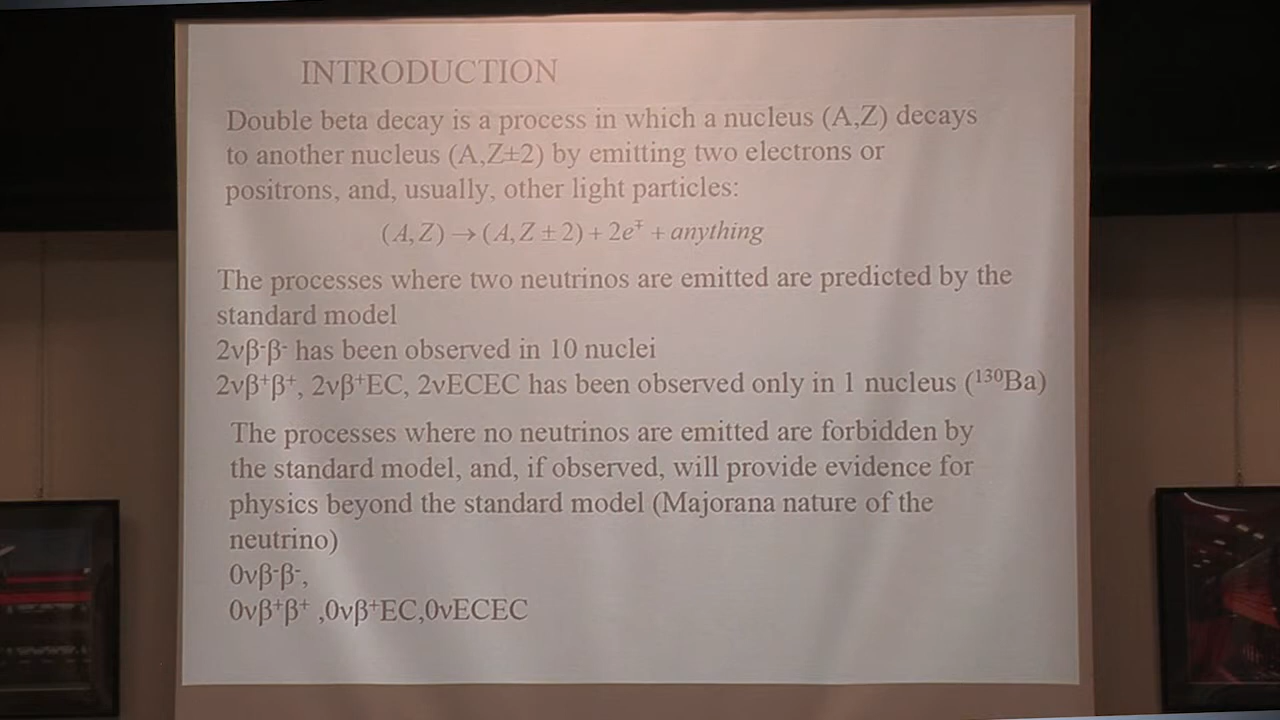 INTRODUCTION
Double beta decay is a process in which a nucleus (A,Z) decays
to another nucleus (A,Z±2) by emitting two electrons or
positrons, and, usually, other light particles:
(A,Z)→(A,Z±2)+2e∓+anything
The processes where two neutrinos are emitted are predicted by the
standard model
2νβ⁻β⁻ has been observed in 10 nuclei
2νβ⁺β⁺, 2νβ⁺EC, 2νECEC has been observed only in 1 nucleus (¹³⁰Ba)
The processes where no neutrinos are emitted are forbidden by
the standard model, and, if observed, will provide evidence for
physics beyond the standard model (Majorana nature of the
neutrino)
0νβ⁻β⁻,
0νβ⁺β⁺ ,0νβ⁺EC,0νECEC